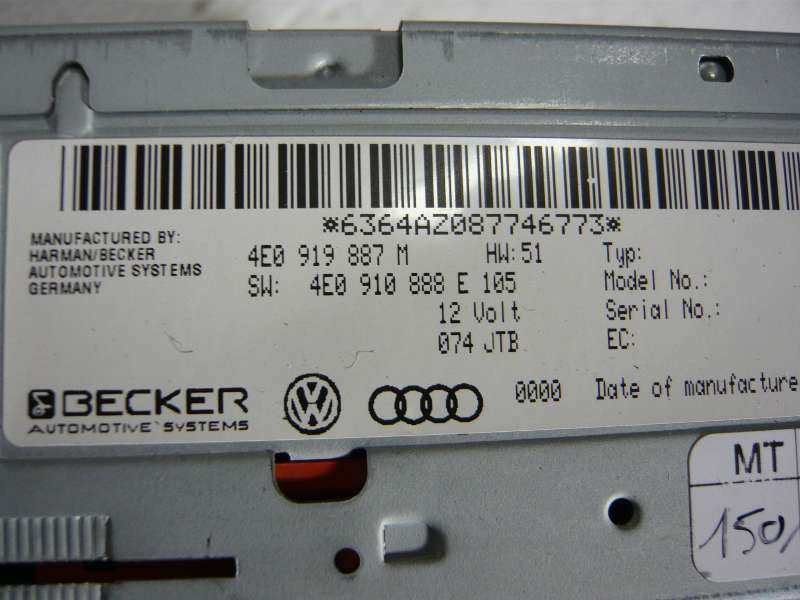 *6364AZ087746773*
MANUFACTURED BY:
HARMAN/BECKER
AUTOMOTIVE SYSTEMS
GERMANY
4E0 919 887 M HW:51
SW: 4E0 910 888 E 105
12 Volt
074 JTB
Typ:
Model No.:
Serial No.:
EC:
BECKER
AUTOMOTIVE SYSTEMS
VW
0000 Date of manufacture
MT
150